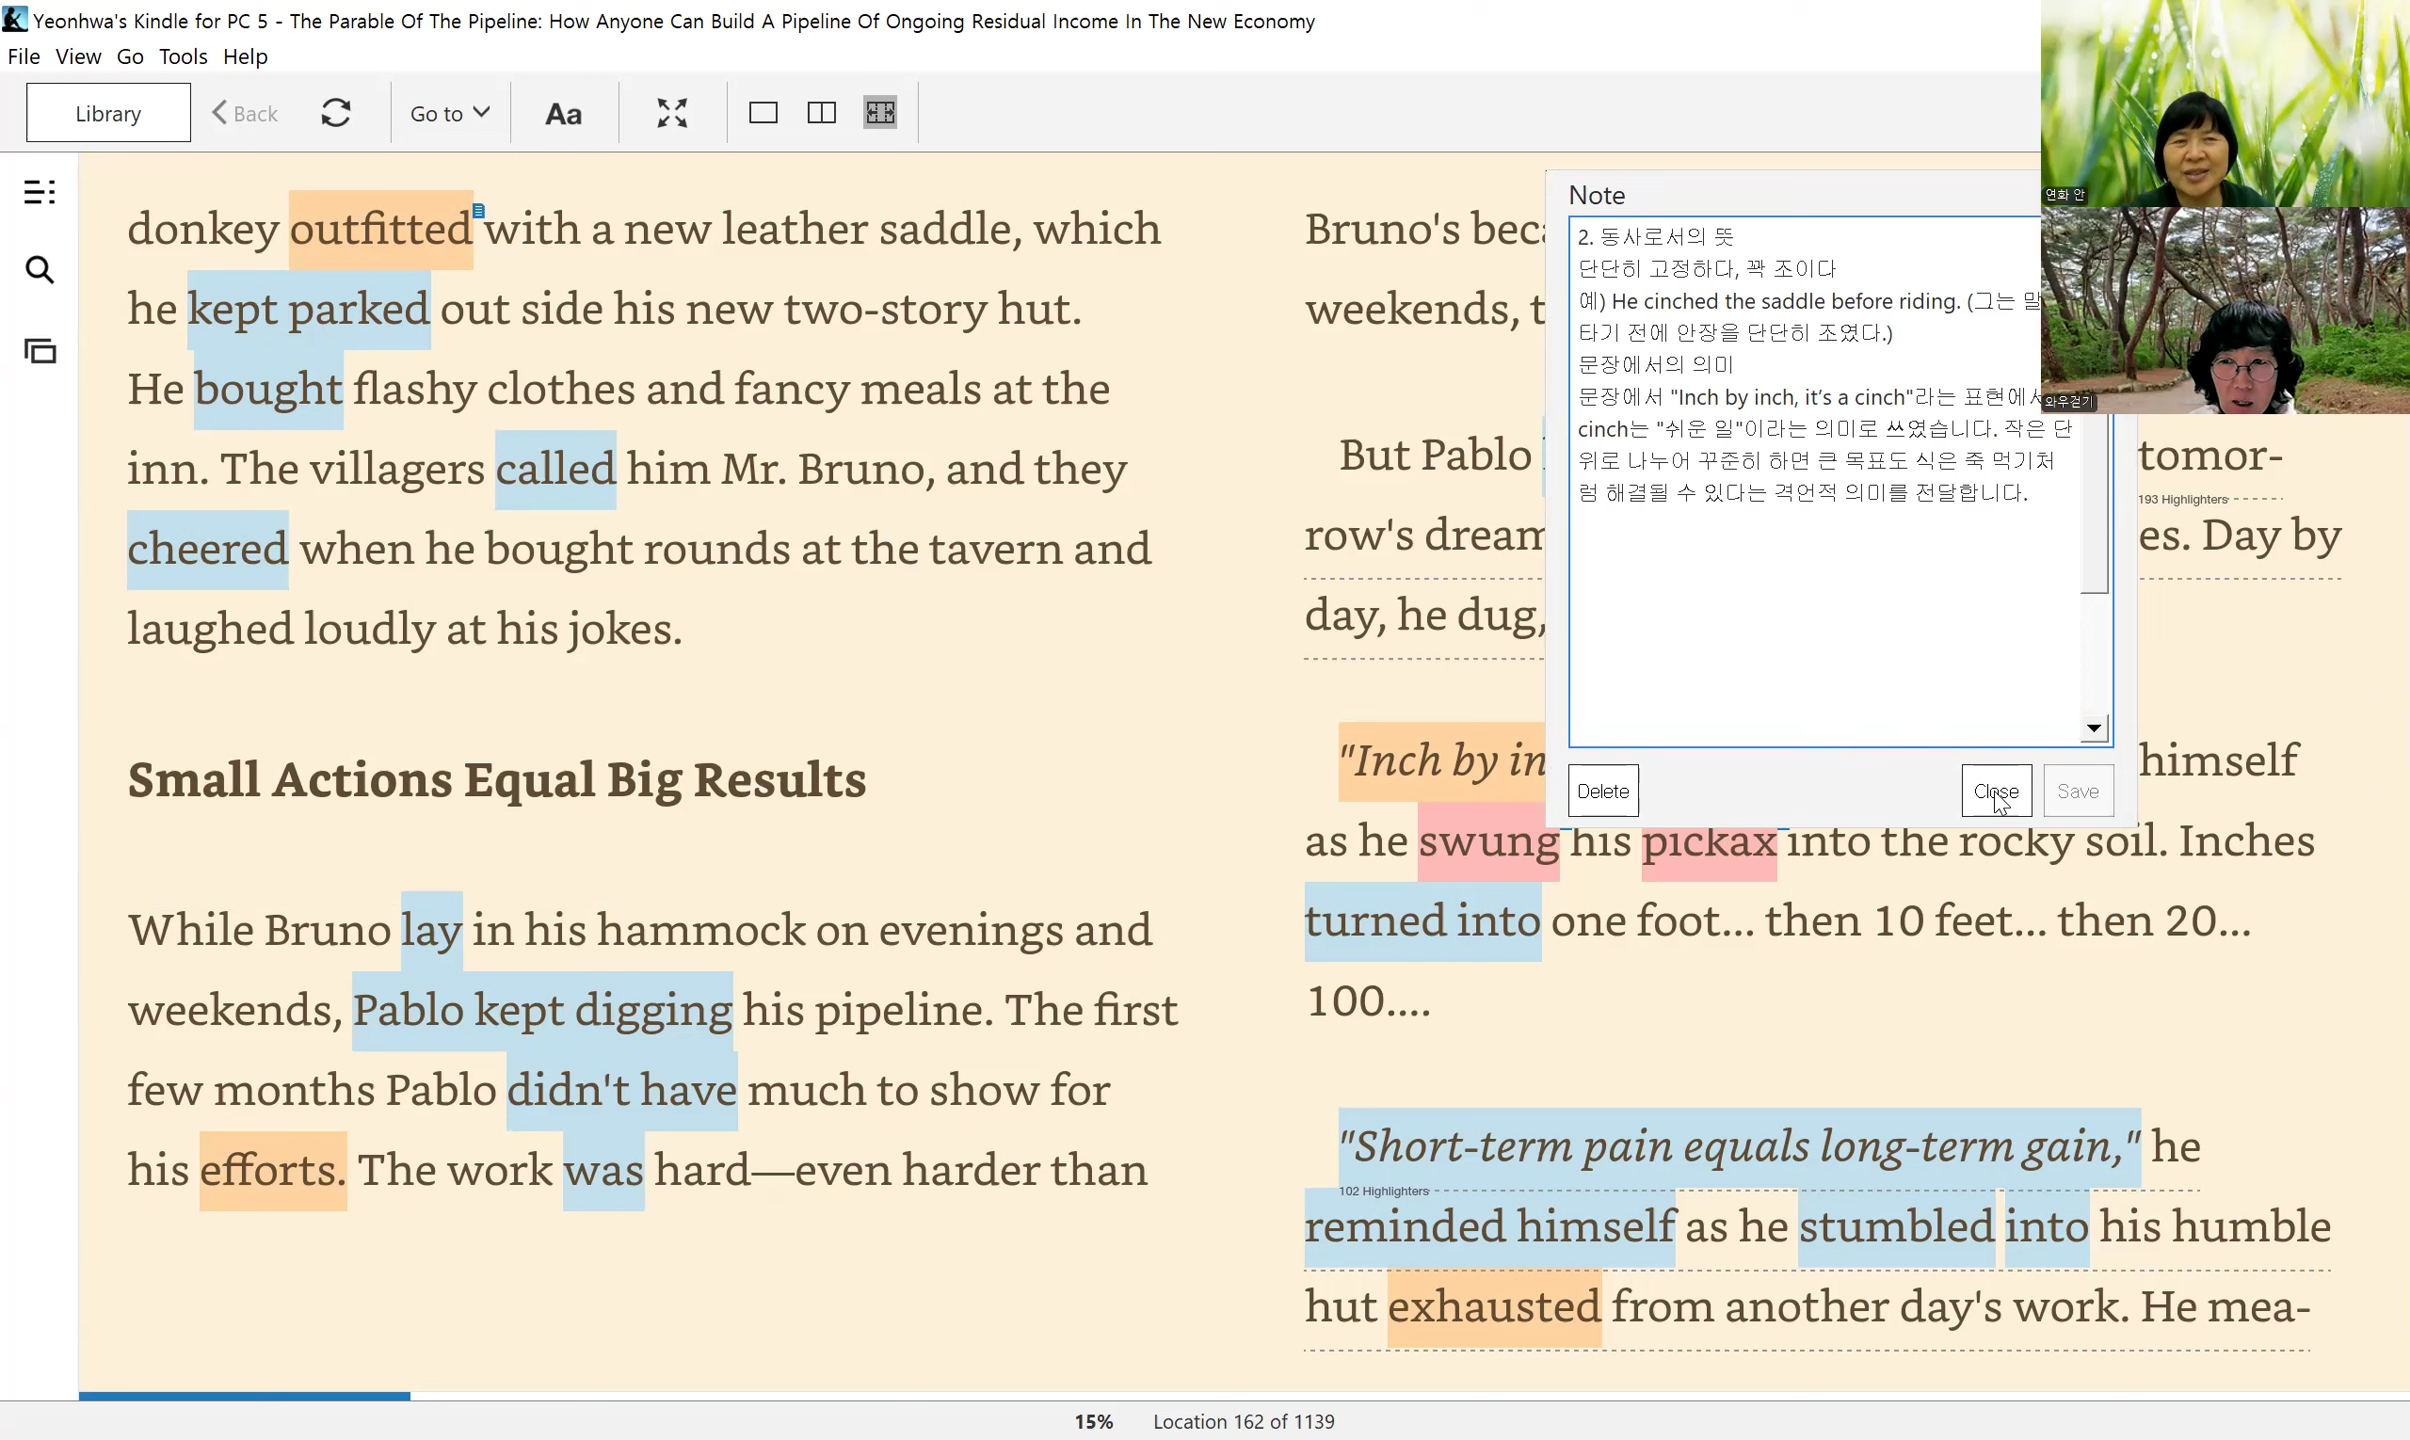 Yeonhwa's Kindle for PC 5 - The Parable Of The Pipeline: How Anyone Can Build A Pipeline Of Ongoing Residual Income In The New Economy
File View Go Tools Help
Library
Back
Go to
Aa
donkey outfitted with a new leather saddle, which
he kept parked out side his new two-story hut.
He bought flashy clothes and fancy meals at the
inn. The villagers called him Mr. Bruno, and they
cheered when he bought rounds at the tavern and
laughed loudly at his jokes.
Small Actions Equal Big Results
While Bruno lay in his hammock on evenings and
weekends, Pablo kept digging his pipeline. The first
few months Pablo didn't have much to show for
his efforts. The work was hard—even harder than
Bruno's
weekends,
But Pablo
tomor-
193 Highlighters
row's dream
es. Day by
day, he dug,
"Inch by in
himself
as he swung his pickax into the rocky soil. Inches
turned into one foot... then 10 feet... then 20...
100....
"Short-term pain equals long-term gain," he
102 Highlighters
reminded himself as he stumbled into his humble
hut exhausted from another day's work. He mea-
Note
2. 동사로서의 뜻
단단히 고정하다, 꽉 조이다
예) He cinched the saddle before riding. (그는 말
타기 전에 안장을 단단히 조였다.)
문장에서의 의미
문장에서 "Inch by inch, it's a cinch"라는 표현에서
cinch는 "쉬운 일"이라는 의미로 쓰였습니다. 작은 단
위로 나누어 꾸준히 하면 큰 목표도 식은 죽 먹기처
럼 해결될 수 있다는 격언적 의미를 전달합니다.
Delete
Close
Save
연화 안
와우걷기
15%
Location 162 of 1139